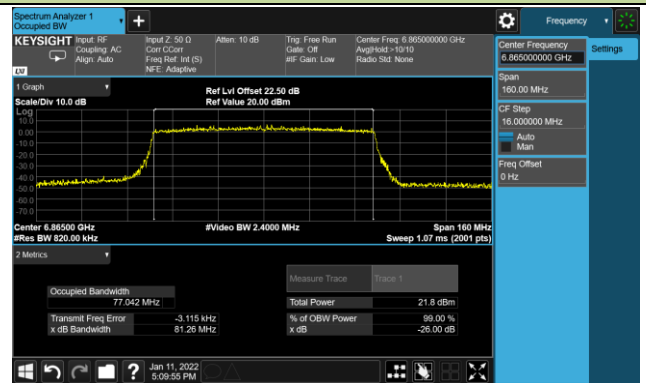 Spectrum Analyzer 1
Occupied BW
+
Frequency
KEYSIGHT
Input: RF
Coupling: AC
Align: Auto
Input Z: 50 Ω
Corr CCorr
Freq Ref: Int (S)
NFE: Adaptive
Atten: 10 dB
Trig: Free Run
Gate: Off
#IF Gain: Low
Center Freq: 6.865000000 GHz
Avg|Hold:>10/10
Radio Std: None
LXI
Center Frequency
6.865000000 GHz
Settings
Span
160.00 MHz
CF Step
16.000000 MHz
Auto
Man
Freq Offset
0 Hz
1 Graph
Scale/Div 10.0 dB
Ref Lvl Offset 22.50 dB
Ref Value 20.00 dBm
Log
10.0
0.00
-10.0
-20.0
-30.0
-40.0
-50.0
-60.0
-70.0
Center 6.86500 GHz
#Res BW 820.00 kHz
#Video BW 2.4000 MHz
Span 160 MHz
Sweep 1.07 ms (2001 pts)
2 Metrics
Measure Trace
Trace 1
Occupied Bandwidth
77.042 MHz
Total Power
21.8 dBm
Transmit Freq Error
-3.115 kHz
% of OBW Power
99.00 %
x dB Bandwidth
81.26 MHz
x dB
-26.00 dB
?
Jan 11, 2022
5:09:55 PM